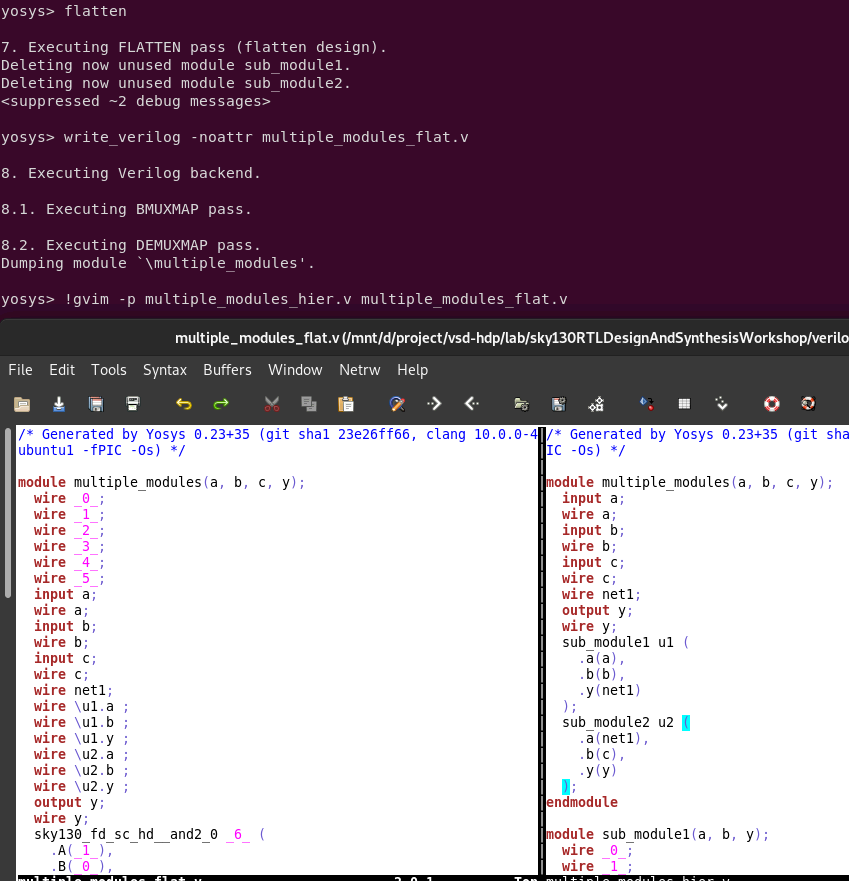 yosys> flatten
7. Executing FLATTEN pass (flatten design).
Deleting now unused module sub_module1.
Deleting now unused module sub_module2.
<suppressed ~2 debug messages>
yosys> write_verilog -noattr multiple_modules_flat.v
8. Executing Verilog backend.
8.1. Executing BMUXMAP pass.
8.2. Executing DEMUXMAP pass.
Dumping module `\multiple_modules'.
yosys> !gvim -p multiple_modules_hier.v multiple_modules_flat.v
multiple_modules_flat.v (/mnt/d/project/vsd-hdp/lab/sky130RTLDesignAndSynthesisWorkshop/verilo
File Edit Tools Syntax Buffers Window Netrw Help
/* Generated by Yosys 0.23+35 (git sha1 23e26ff66, clang 10.0.0-4
ubuntu1 -fPIC -Os) */
module multiple_modules(a, b, c, y);
wire _0_;
wire _1_;
wire _2_;
wire _3_;
wire _4_;
wire _5_;
input a;
wire a;
input b;
wire b;
input c;
wire c;
wire net1;
wire \u1.a ;
wire \u1.b ;
wire \u1.y ;
wire \u2.a ;
wire \u2.b ;
wire \u2.y ;
output y;
wire y;
sky130_fd_sc_hd__and2_0 _6_ (
.A(_1_),
.B(_0_),
/* Generated by Yosys 0.23+35 (git sha
IC -Os) */
module multiple_modules(a, b, c, y);
input a;
wire a;
input b;
wire b;
input c;
wire c;
wire net1;
output y;
wire y;
sub_module1 u1 (
.a(a),
.b(b),
.y(net1)
);
sub_module2 u2 (
.a(net1),
.b(c),
.y(y)
);
endmodule
module sub_module1(a, b, y);
wire _0_;
wire _1_;